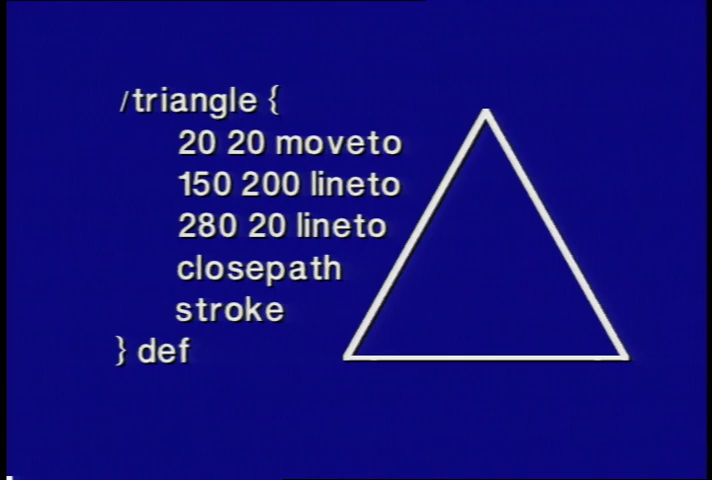 /triangle {
20 20 moveto
150 200 lineto
280 20 lineto
closepath
stroke
} def